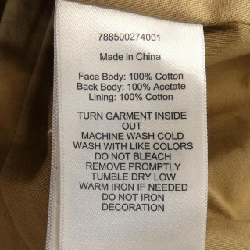 788500274001
Made in China
Face Body: 100% Cotton
Back Body: 100% Acetate
Lining: 100% Cotton
TURN GARMENT INSIDE
OUT
MACHINE WASH COLD
WASH WITH LIKE COLORS
DO NOT BLEACH
REMOVE PROMPTLY
TUMBLE DRY LOW
WARM IRON IF NEEDED
DO NOT IRON
DECORATION